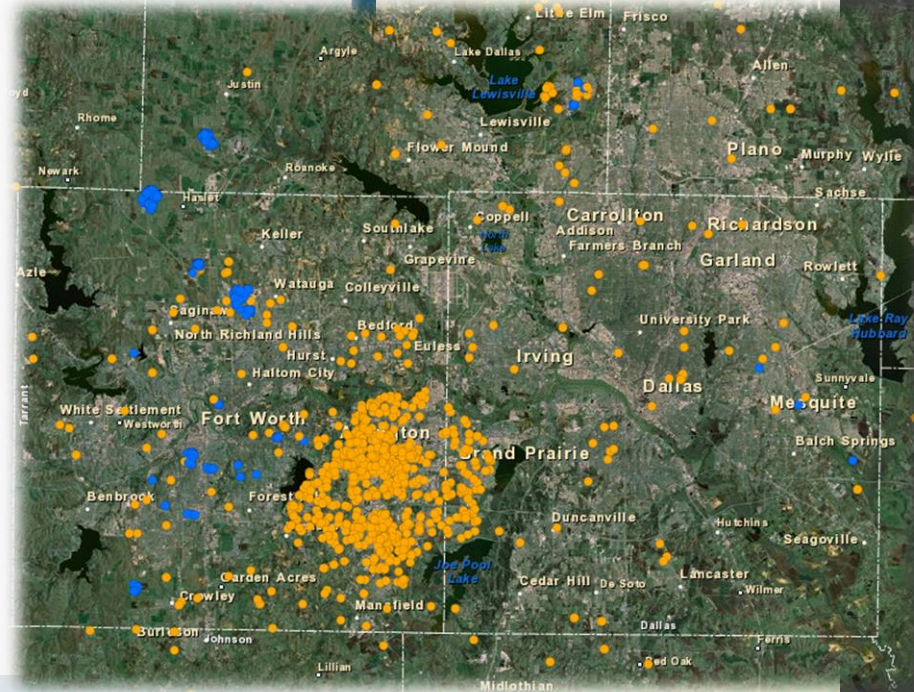 Little Elm
Frisco
Argyle
Lake Dallas
Allen
Justin
Lake
Lewisville
oyd
Rhome
Lewisville
Flower Mound
Plano
Murphy
Wylie
Newark
Roanoke
Sachse
Haslet
Coppell
North
Lake
Carrollton
Addison
Richardson
Keller
Southlake
Farmers Branch
Grapevine
Garland
Rowlett
Azle
Watauga
Colleyville
Saginaw
University Park
Lake Ray
Hubbard
North Richland Hills
Bedford
Hurst
Euless
Irving
Haltom City
Dallas
Sunnyvale
Tarrant
White Settlement
Westworth
Fort Worth
Mesquite
Balch Springs
Grand Prairie
Benbrook
Forest
Duncanville
Hutchins
Seagoville
Joe Pool
Lake
Garden Acres
Cedar Hill
De Soto
Lancaster
Wilmer
Crowley
Mansfield
Burleson
Johnson
Dallas
Ferris
Lillian
Red Oak
Midlothian